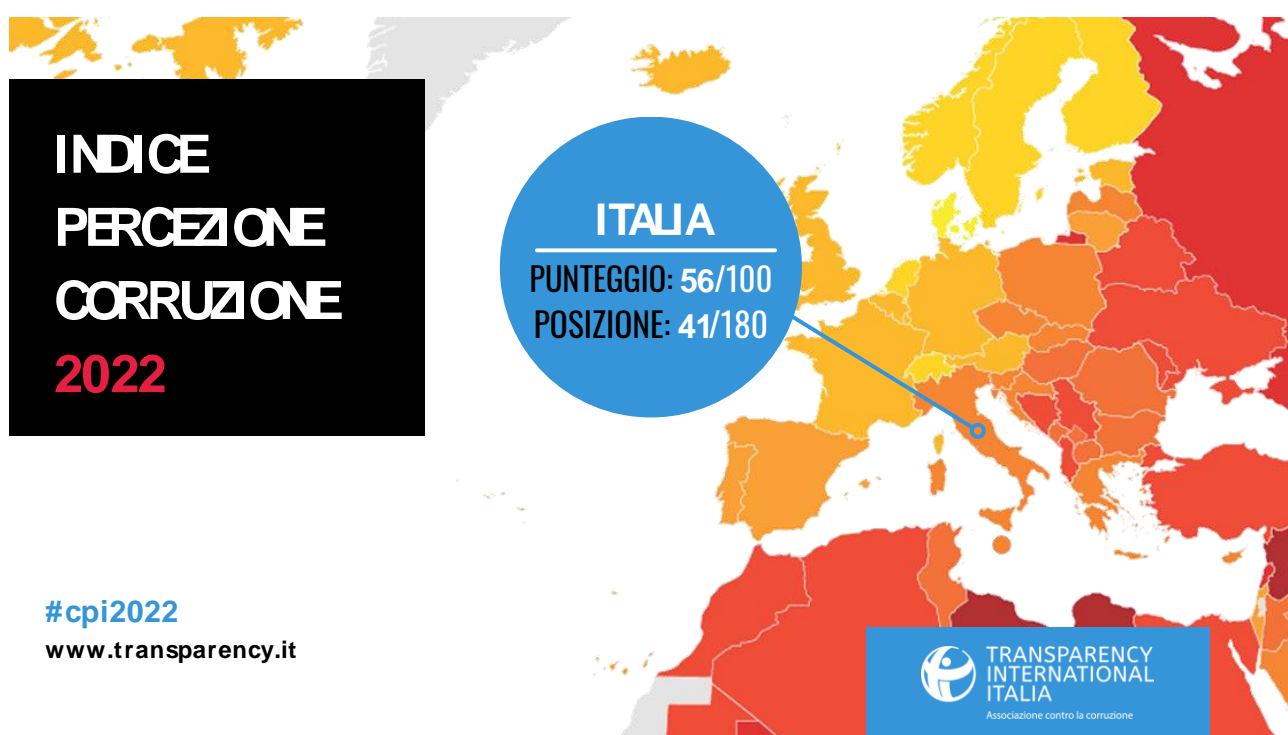 INDICE
PERCEZIONE
CORRUZIONE
2022
ITALIA
PUNTEGGIO: 56/100
POSIZIONE: 41/180
#cpi2022
www.transparency.it
TRANSPARENCY
INTERNATIONAL
ITALIA
Associazione contro la corruzione